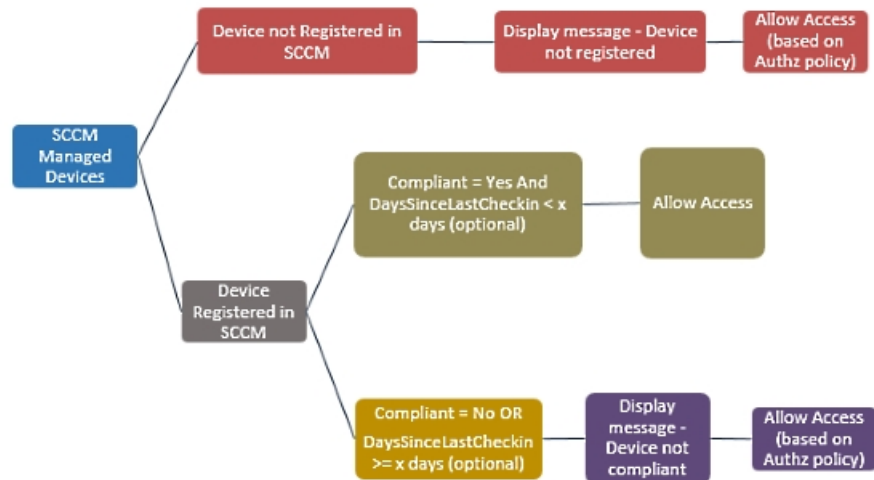 Device not Registered in
SCCM
Display message - Device
not registered
Allow Access
(based on
Authz policy)
SCCM
Managed
Devices
Compliant = Yes And
DaysSinceLastCheckin < x
days (optional)
Allow Access
Device
Registered in
SCCM
Compliant = No OR
DaysSinceLastCheckin
>= x days (optional)
Display
message -
Device not
compliant
Allow Access
(based on
Authz policy)